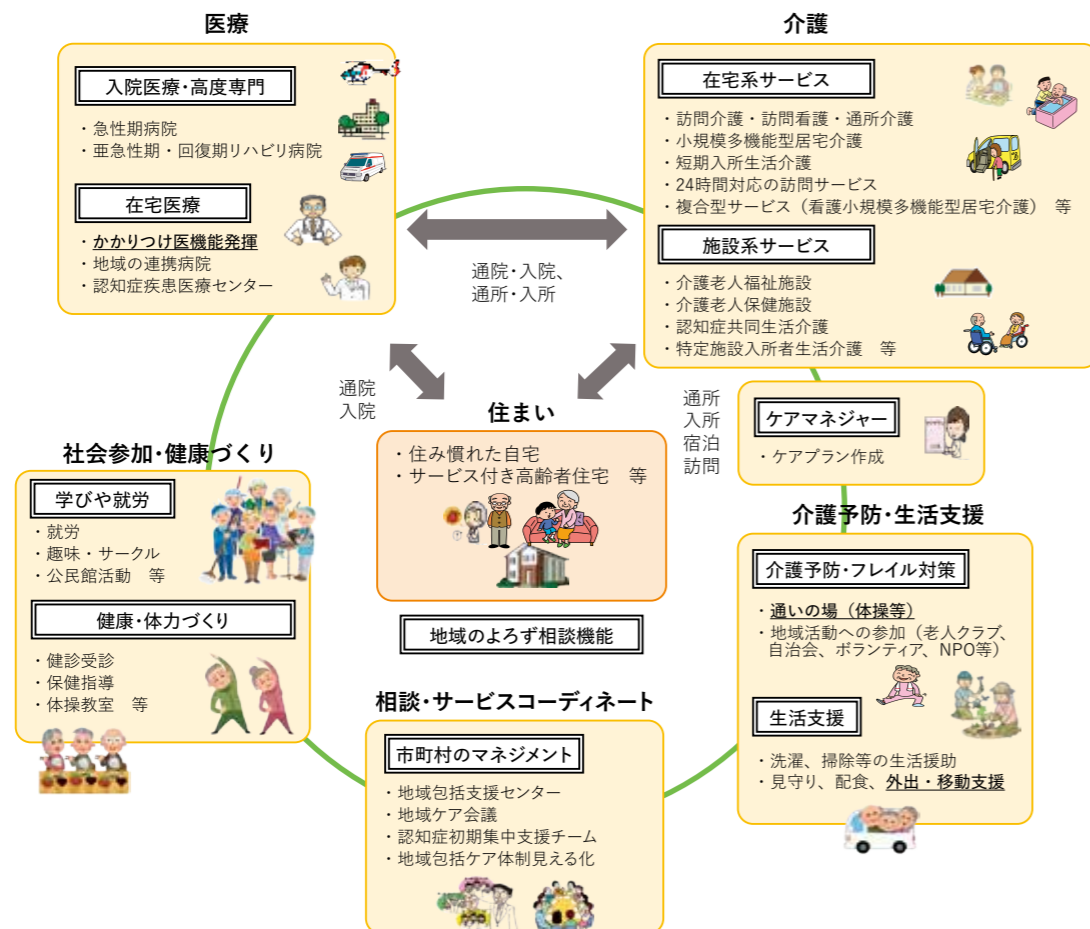 医療
入院医療・高度専門
・急性期病院
・亜急性期・回復期リハビリ病院
在宅医療
・かかりつけ医機能発揮
・地域の連携病院
・認知症疾患医療センター
介護
在宅系サービス
・訪問介護・訪問看護・通所介護
・小規模多機能型居宅介護
・短期入所生活介護
・24時間対応の訪問サービス
・複合型サービス（看護小規模多機能型居宅介護）　等
施設系サービス
・介護老人福祉施設
・介護老人保健施設
・認知症共同生活介護
・特定施設入所者生活介護　等
通院・入院、
通所・入所
通院
入院
通所
入所
宿泊
訪問
ケアマネジャー
・ケアプラン作成
住まい
・住み慣れた自宅
・サービス付き高齢者住宅　等
地域のよろず相談機能
社会参加・健康づくり
学びや就労
・就労
・趣味・サークル
・公民館活動　等
健康・体力づくり
・健診受診
・保健指導
・体操教室　等
介護予防・生活支援
介護予防・フレイル対策
・通いの場（体操等）
・地域活動への参加（老人クラブ、
自治会、ボランティア、NPO等）
生活支援
・洗濯、掃除等の生活援助
・見守り、配食、外出・移動支援
相談・サービスコーディネート
市町村のマネジメント
・地域包括支援センター
・地域ケア会議
・認知症初期集中支援チーム
・地域包括ケア体制見える化